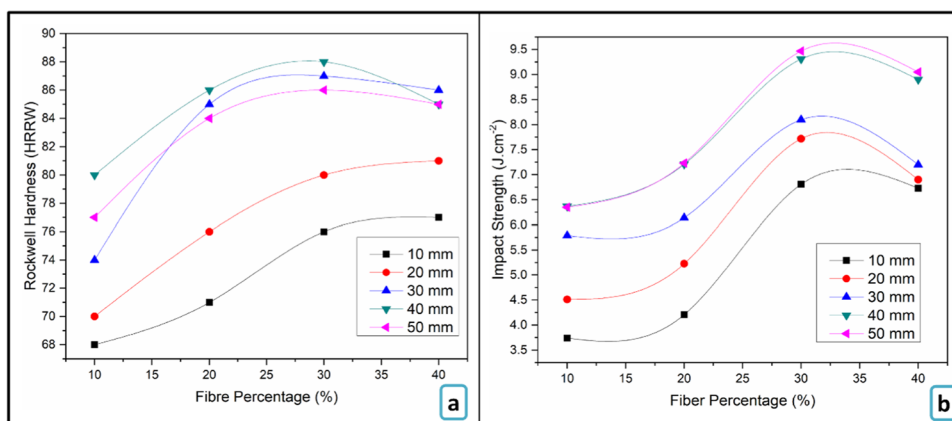 90
88
86
84
82
80
78
76
74
72
70
68
Rockwell Hardness (HRRW)
10 mm
20 mm
30 mm
40 mm
50 mm
10 15 20 25 30 35 40
Fibre Percentage (%)
a
9.5
9.0
8.5
8.0
7.5
7.0
6.5
6.0
5.5
5.0
4.5
4.0
3.5
Impact Strength (J.cm-2)
10 mm
20 mm
30 mm
40 mm
50 mm
10 15 20 25 30 35 40
Fiber Percentage (%)
b